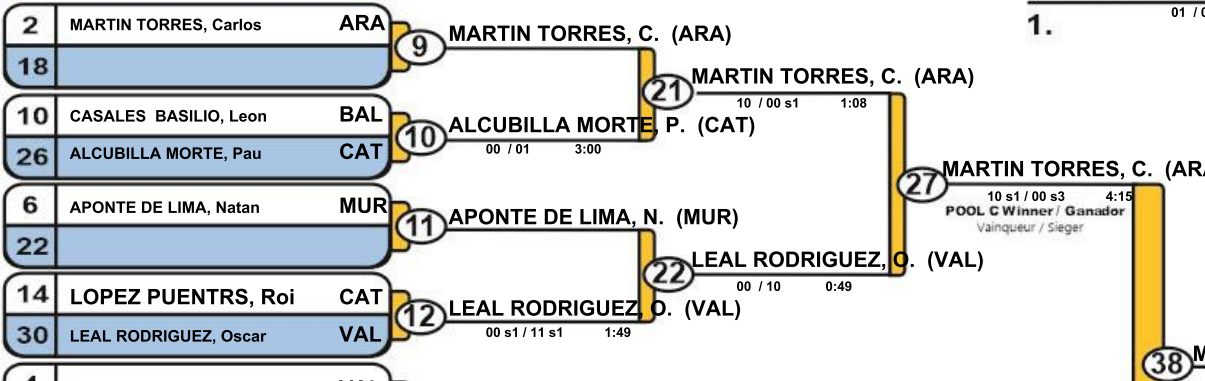 2 MARTIN TORRES, Carlos ARA
18
9 MARTIN TORRES, C. (ARA)
10 CASALES BASILIO, Leon BAL
26 ALCUBILLA MORTE, Pau CAT
10 ALCUBILLA MORTE, P. (CAT)
00 / 01 3:00
21 MARTIN TORRES, C. (ARA)
10 / 00 s1 1:08
6 APONTE DE LIMA, Natan MUR
22
11 APONTE DE LIMA, N. (MUR)
14 LOPEZ PUENTRS, Roi CAT
30 LEAL RODRIGUEZ, Oscar VAL
12 LEAL RODRIGUEZ, O. (VAL)
00 s1 / 11 s1 1:49
22 LEAL RODRIGUEZ, O. (VAL)
00 / 10 0:49
27 MARTIN TORRES, C.
10 s1 / 00 s3 4:15
POOL C Winner / Ganador
Vainqueur / Sieger
1.
01 /
38